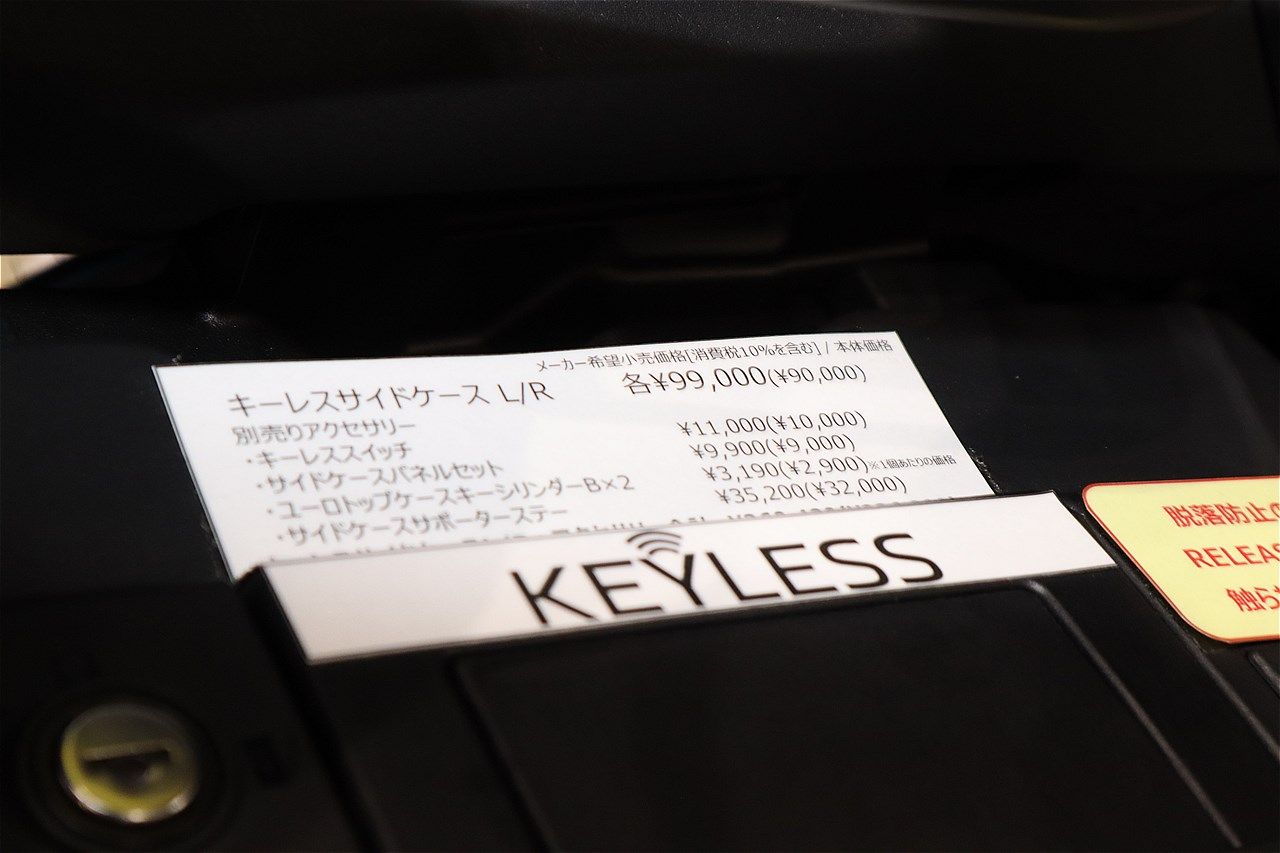 メーカー希望小売価格[消費税10%を含む] / 本体価格
キーレスサイドケース L/R 各¥99,000(¥90,000)
別売りアクセサリー
・キーレススイッチ ¥11,000(¥10,000)
・サイドケースパネルセット ¥9,900(¥9,000)
・ユーロトップケースキーシリンダーB×2 ¥3,190(¥2,900)※1個あたりの価格
・サイドケースサポーターステー ¥35,200(¥32,000)
KEYLESS
脱落防止
RELEAS
触ら